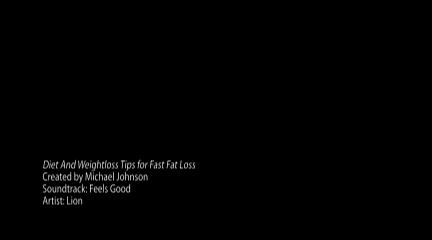 Diet And Weightloss Tips for Fast Fat Loss
Created by Michael Johnson
Soundtrack: Feels Good
Artist: Lion